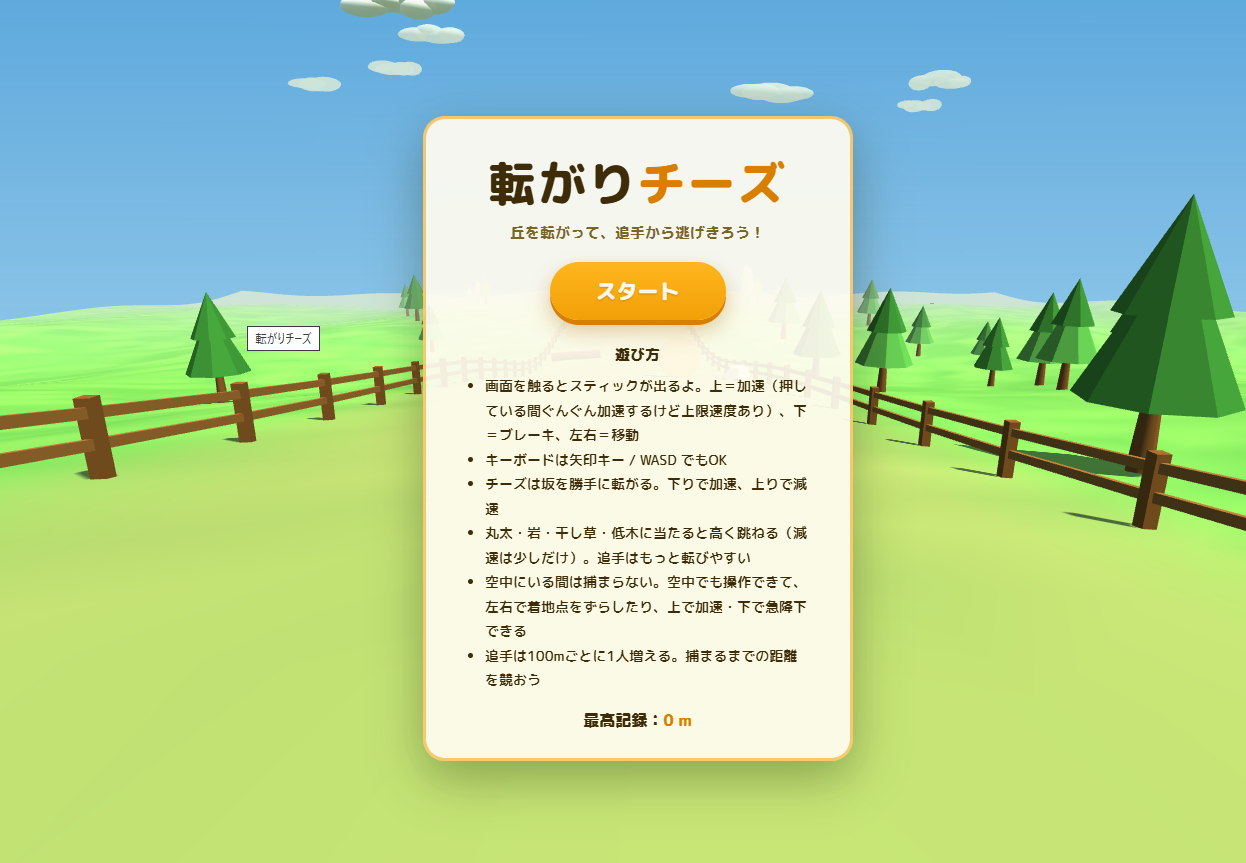 転がりチーズ
丘を転がって、追手から逃げきろう！
スタート
転がりチーズ
遊び方
• 画面を触るとスティックが出るよ。上＝加速（押し
ている間ぐんぐん加速するけど上限速度あり）、下
＝ブレーキ、左右＝移動
• キーボードは矢印キー / WASD でもOK
• チーズは坂を勝手に転がる。下りで加速、上りで減
速
• 丸太・岩・干し草・低木に当たると高く跳ねる（減
速は少しだけ）。追手はもっと転びやすい
• 空中にいる間は捕まらない。空中でも操作できて、
左右で着地点をずらしたり、上で加速・下で急降下
できる
• 追手は100mごとに1人増える。捕まるまでの距離
を競おう
最高記録：0 m